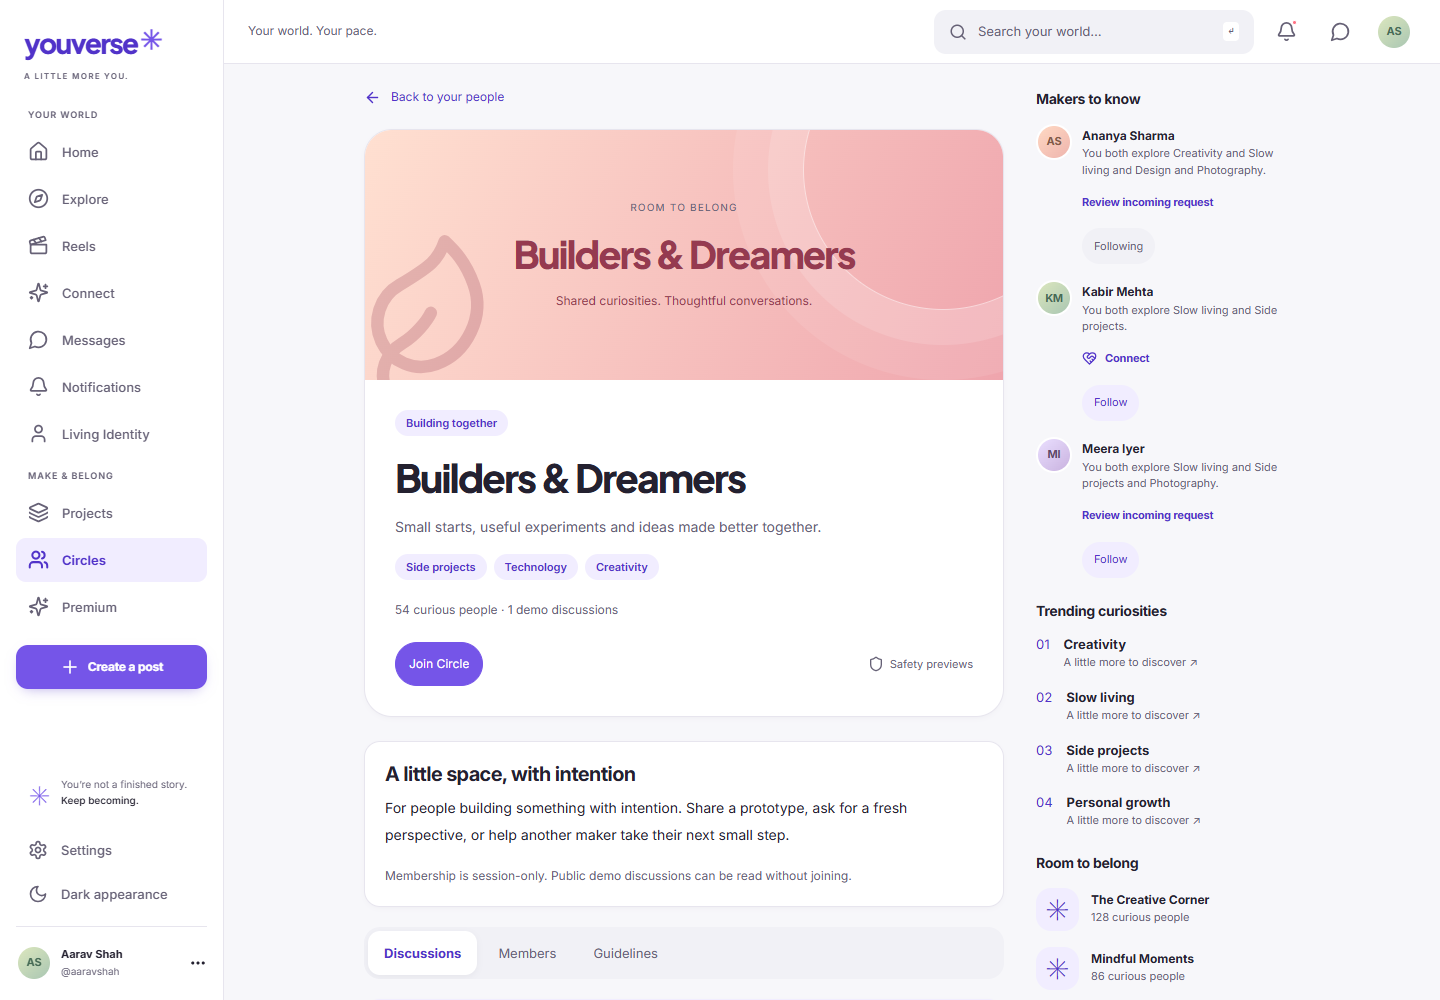 youverse
A LITTLE MORE YOU.
YOUR WORLD
Home
Explore
Reels
Connect
Messages
Notifications
Living Identity
MAKE & BELONG
Projects
Circles
Premium
Create a post
You're not a finished story.
Keep becoming.
Settings
Dark appearance
AS
Aarav Shah
@aaravshah
Your world. Your pace.
Search your world...
AS
Back to your people
ROOM TO BELONG
Builders & Dreamers
Shared curiosities. Thoughtful conversations.
Building together
Builders & Dreamers
Small starts, useful experiments and ideas made better together.
Side projects
Technology
Creativity
54 curious people · 1 demo discussions
Join Circle
Safety previews
A little space, with intention
For people building something with intention. Share a prototype, ask for a fresh
perspective, or help another maker take their next small step.
Membership is session-only. Public demo discussions can be read without joining.
Discussions
Members
Guidelines
Makers to know
AS
Ananya Sharma
You both explore Creativity and Slow
living and Design and Photography.
Review incoming request
Following
KM
Kabir Mehta
You both explore Slow living and Side
projects.
Connect
Follow
MI
Meera Iyer
You both explore Slow living and Side
projects and Photography.
Review incoming request
Follow
Trending curiosities
01 Creativity
A little more to discover ↗
02 Slow living
A little more to discover ↗
03 Side projects
A little more to discover ↗
04 Personal growth
A little more to discover ↗
Room to belong
The Creative Corner
128 curious people
Mindful Moments
86 curious people